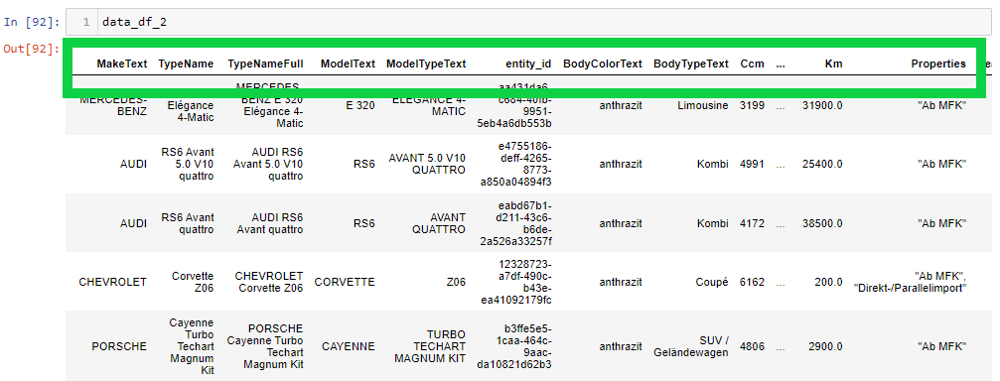 In [92]: 1 data_df_2
Out[92]:
MakeText TypeName TypeNameFull ModelText ModelTypeText entity_id BodyColorText BodyTypeText Ccm ... Km Properties
MERCEDES-
BENZ
Elégance
4-Matic
MERCEDES-
BENZ E 320
Elégance 4-
Matic
E 320
ELÉGANCE 4-
MATIC
aa431da6-
c684-40fb-
9951-
5eb4a6db553b
anthrazit Limousine 3199 ... 31900.0 "Ab MFK"
AUDI
RS6 Avant
5.0 V10
quattro
AUDI RS6
Avant 5.0 V10
quattro
RS6
AVANT 5.0 V10
QUATTRO
e4755186-
deff-4265-
8773-
a850a04894f3
anthrazit Kombi 4991 ... 25400.0 "Ab MFK"
AUDI
RS6 Avant
quattro
AUDI RS6
Avant quattro
RS6
AVANT
QUATTRO
eabd67b1-
d211-43c6-
b6de-
2a526a33257f
anthrazit Kombi 4172 ... 38500.0 "Ab MFK"
CHEVROLET
Corvette
Z06
CHEVROLET
Corvette Z06
CORVETTE
Z06
12328723-
a7df-490c-
b43e-
ea41092179fc
anthrazit Coupé 6162 ... 200.0
"Ab MFK",
"Direkt-/Parallelimport"
PORSCHE
Cayenne
Turbo
Techart
Magnum
Kit
PORSCHE
Cayenne Turbo
Techart
Magnum Kit
CAYENNE
TURBO
TECHART
MAGNUM KIT
b3ffe5e5-
1caa-464c-
9aac-
da10821d62b3
anthrazit
SUV /
Geländewagen
4806 ... 2900.0 "Ab MFK"